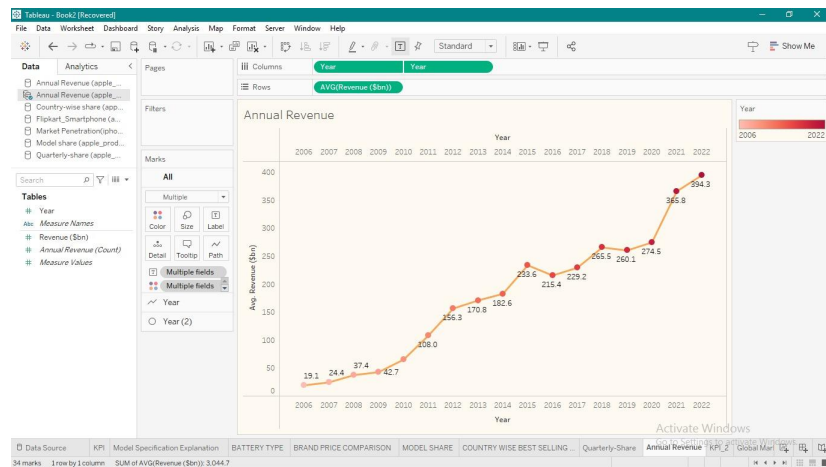 Tableau - Book2 [Recovered]
File Data Worksheet Dashboard Story Analysis Map Format Server Window Help
Standard
Show Me
Data Analytics
Pages
Columns Year Year
Rows AVG(Revenue ($bn))
Annual Revenue (apple_...
Annual Revenue (apple_...
Country-wise share (app...
Flipkart_Smartphone (a...
Market Penetration(ipho...
Model share (apple_prod...
Quarterly-share (apple_...
Search
Tables
Year
Abc Measure Names
Revenue ($bn)
Annual Revenue (Count)
Measure Values
Filters
Marks
All
Multiple
Color Size Label
Detail Tooltip Path
Multiple fields
Multiple fields
Year
Year (2)
Annual Revenue
Year
2006 2007 2008 2009 2010 2011 2012 2013 2014 2015 2016 2017 2018 2019 2020 2021 2022
Avg. Revenue ($bn)
400
350
300
250
200
150
100
50
0
19.1
24.4
37.4
42.7
108.0
156.3
170.8
182.6
233.6
215.4
229.2
265.5
260.1
274.5
365.8
394.3
2006 2007 2008 2009 2010 2011 2012 2013 2014 2015 2016 2017 2018 2019 2020 2021 2022
Year
Year
2006 2022
Activate Windows
Go to Settings to activate Windows.
Data Source KPI Model Specification Explanation BATTERY TYPE BRAND PRICE COMPARISON MODEL SHARE COUNTRY WISE BEST SELLING ... Quarterly-Share Annual Revenue KPI_2 Global Mari
34 marks 1 row by 1 column SUM of AVG(Revenue ($bn)): 3,044.7